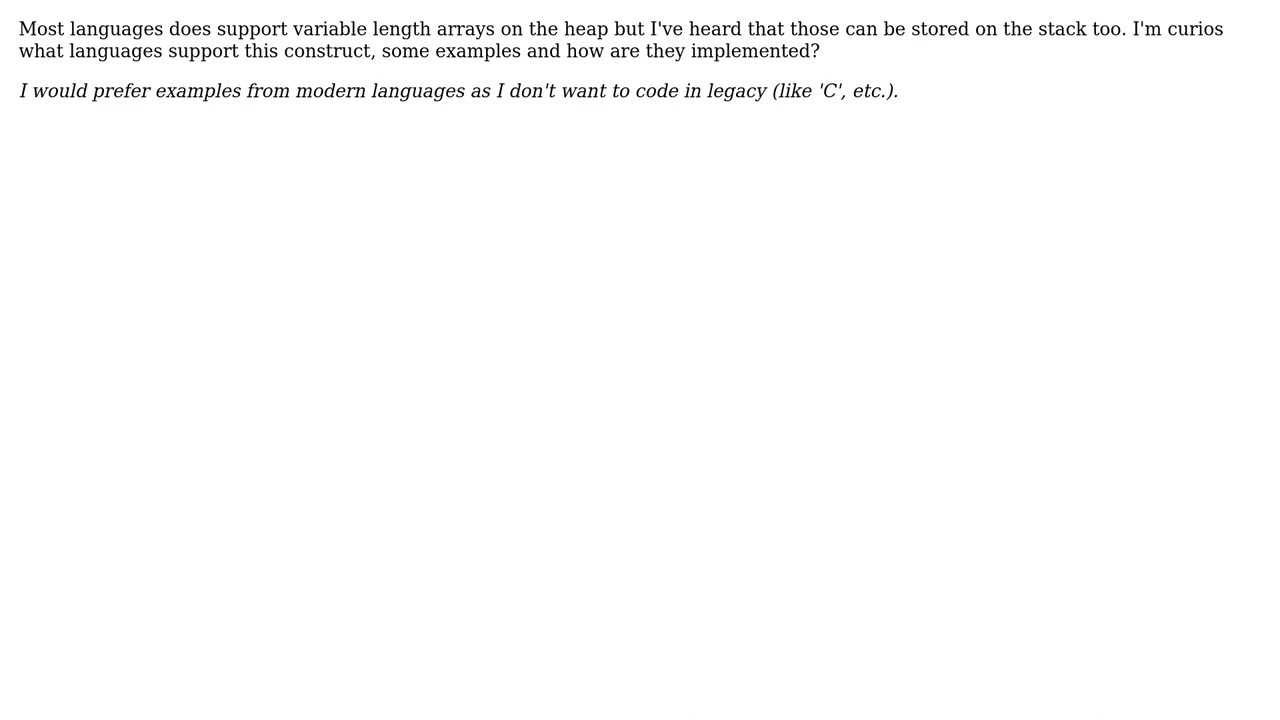 Most languages does support variable length arrays on the heap but I've heard that those can be stored on the stack too. I'm curios
what languages support this construct, some examples and how are they implemented?
I would prefer examples from modern languages as I don't want to code in legacy (like 'C', etc.).